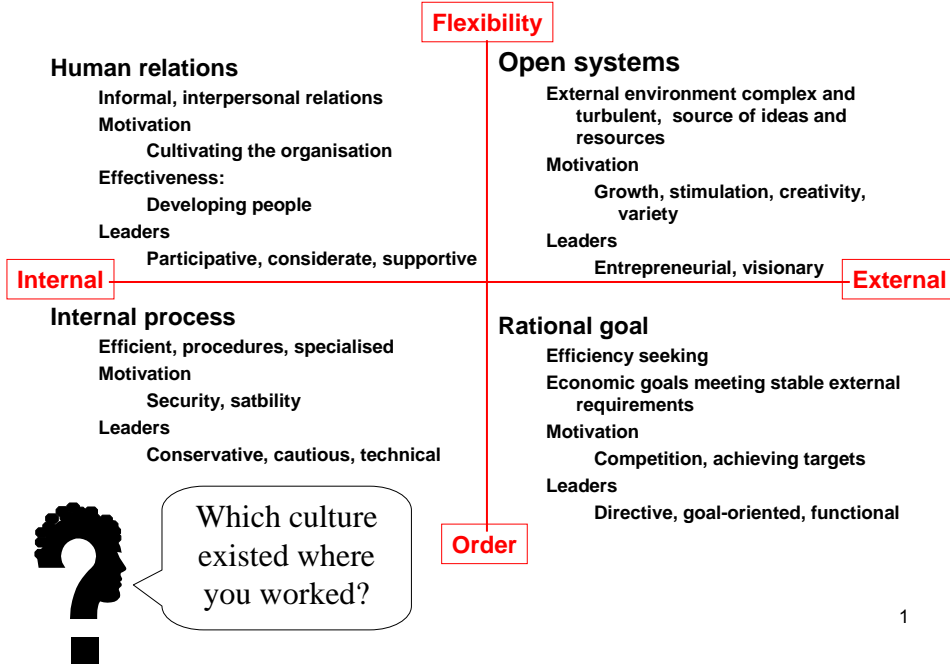 Flexibility
Human relations
Informal, interpersonal relations
Motivation
Cultivating the organisation
Effectiveness:
Developing people
Leaders
Participative, considerate, supportive
Open systems
External environment complex and
turbulent, source of ideas and
resources
Motivation
Growth, stimulation, creativity,
variety
Leaders
Entrepreneurial, visionary
Internal
External
Internal process
Efficient, procedures, specialised
Motivation
Security, satbility
Leaders
Conservative, cautious, technical
Rational goal
Efficiency seeking
Economic goals meeting stable external
requirements
Motivation
Competition, achieving targets
Leaders
Directive, goal-oriented, functional
Order
Which culture
existed where
you worked?
?
1